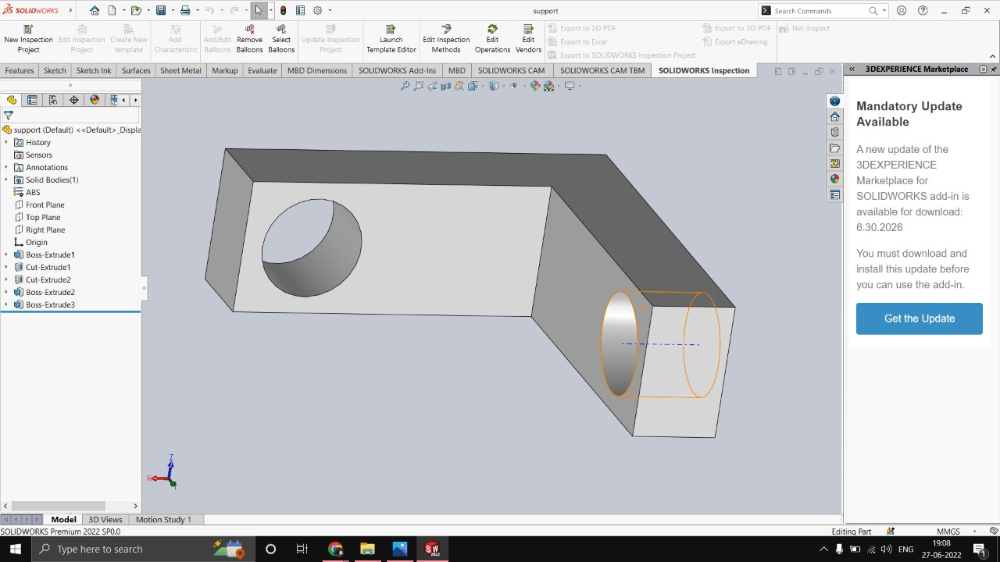 SOLIDWORKS
support
Search Commands
New Inspection Project
Edit Inspection Project
Create New template
Add Characteristic
Add/Edit Balloons
Remove Balloons
Select Balloons
Update Inspection Project
Launch Template Editor
Edit Inspection Methods
Edit Operations
Edit Vendors
Export to 2D PDF
Export to Excel
Export to SOLIDWORKS Inspection Project
Export to 3D PDF
Export eDrawing
Net-Inspect
Features Sketch Sketch Ink Surfaces Sheet Metal Markup Evaluate MBD Dimensions SOLIDWORKS Add-Ins MBD SOLIDWORKS CAM SOLIDWORKS CAM TBM SOLIDWORKS Inspection
support (Default) <<Default>_Displa
History
Sensors
Annotations
Solid Bodies(1)
ABS
Front Plane
Top Plane
Right Plane
Origin
Boss-Extrude1
Cut-Extrude1
Cut-Extrude2
Boss-Extrude2
Boss-Extrude3
Z
X
3DEXPERIENCE Marketplace
Mandatory Update
Available
A new update of the
3DEXPERIENCE
Marketplace for
SOLIDWORKS add-in is
available for download:
6.30.2026
You must download and
install this update before
you can use the add-in.
Get the Update
Model 3D Views Motion Study 1
SOLIDWORKS Premium 2022 SP0.0
Editing Part
MMGS
Type here to search
SW
2022
ENG
19:08
27-06-2022
1